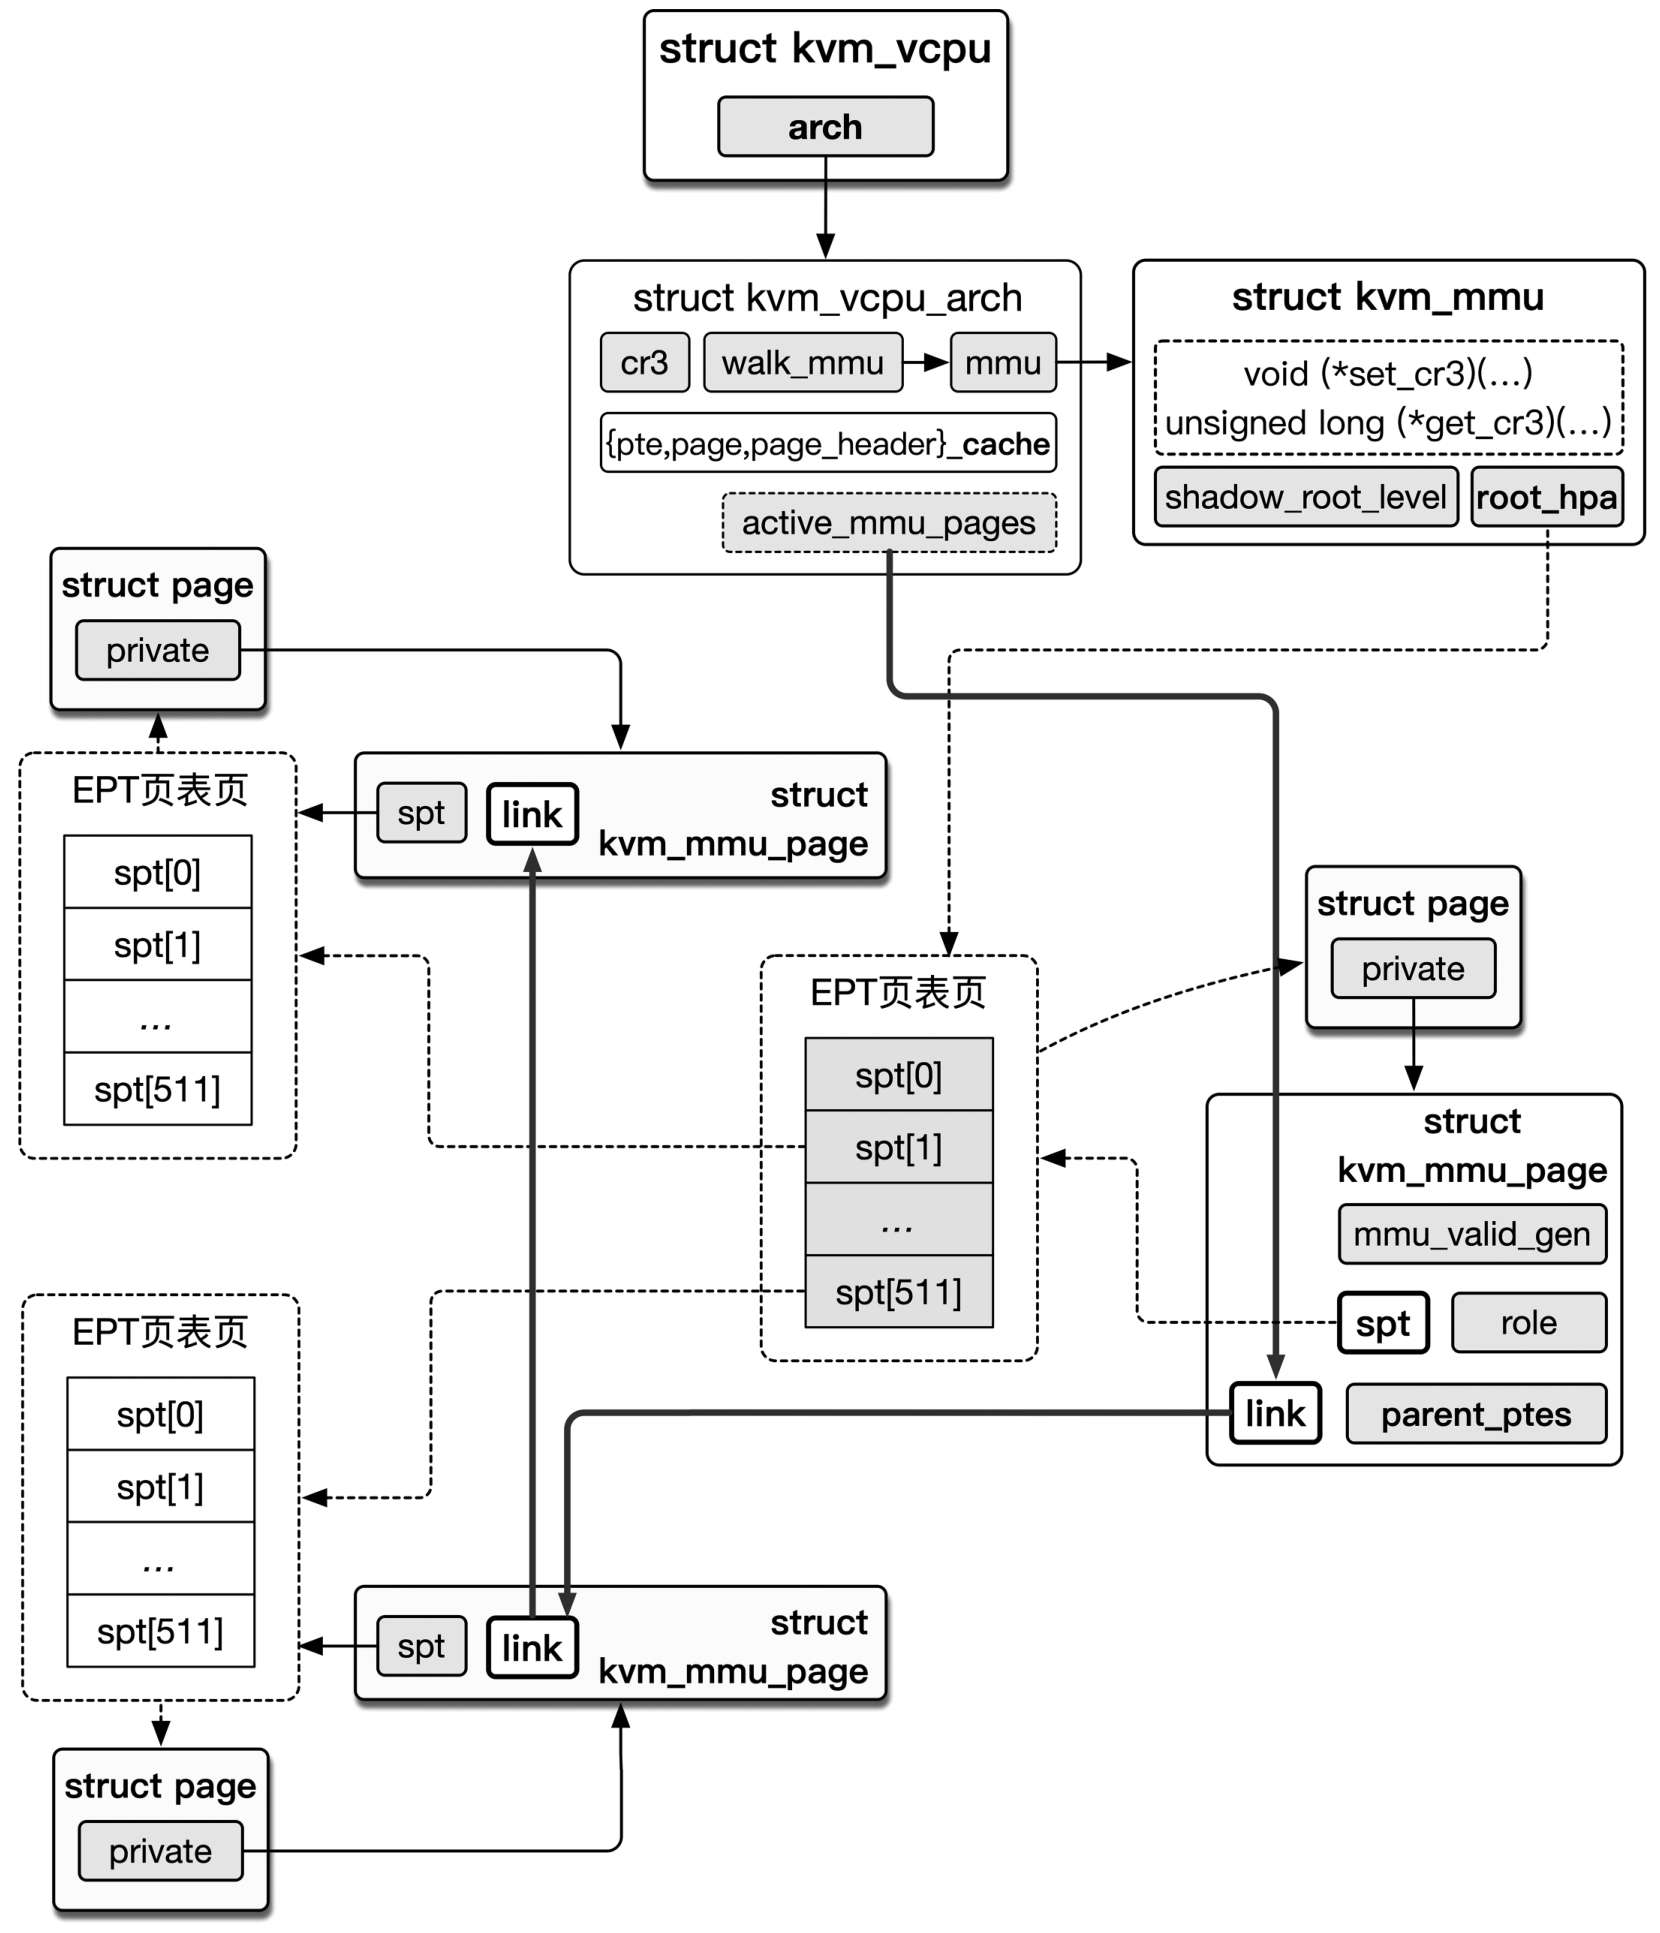 struct kvm_vcpu
arch
struct kvm_vcpu_arch
cr3
walk_mmu
mmu
{pte,page,page_header}_cache
active_mmu_pages
struct kvm_mmu
void (*set_cr3)(...)
unsigned long (*get_cr3)(...)
shadow_root_level
root_hpa
struct page
private
EPT页表页
spt[0]
spt[1]
...
spt[511]
spt
link
struct
kvm_mmu_page
EPT页表页
spt[0]
spt[1]
...
spt[511]
struct page
private
struct
kvm_mmu_page
mmu_valid_gen
spt
role
link
parent_ptes
EPT页表页
spt[0]
spt[1]
...
spt[511]
spt
link
struct
kvm_mmu_page
struct page
private